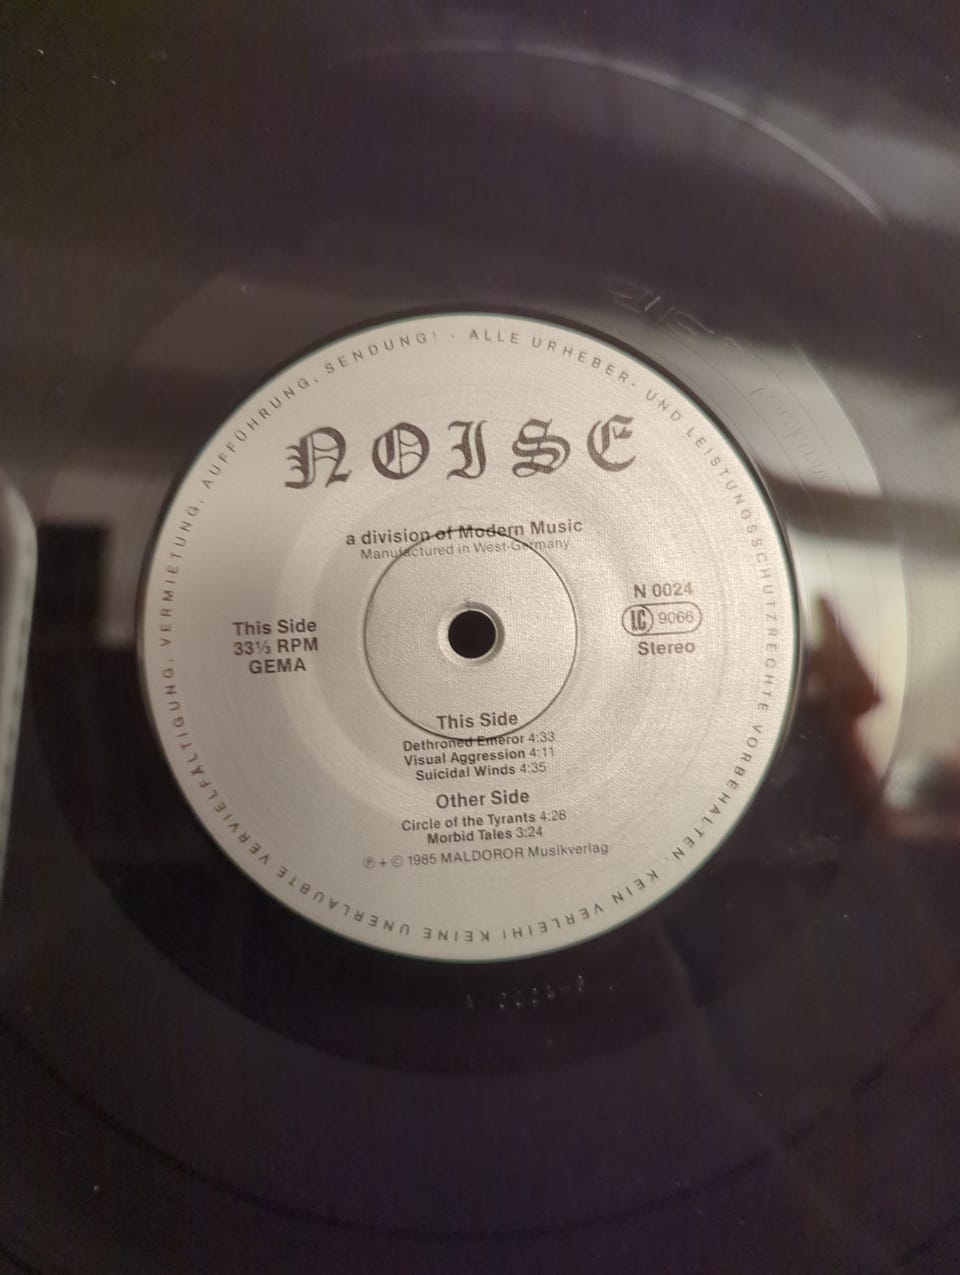 NOISE
a division of Modern Music
Manufactured in West-Germany
This Side
33⅓ RPM
GEMA
N 0024
LC 9066
Stereo
This Side
Dethroned Emeror 4:33
Visual Aggression 4:11
Suicidal Winds 4:35
Other Side
Circle of the Tyrants 4:28
Morbid Tales 3:24
℗ + © 1985 MALDOROR Musikverlag
ALLE URHEBER- UND LEISTUNGSSCHUTZRECHTE VORBEHALTEN. KEIN VERLEIH! KEINE UNERLAUBTE VERVIELFÄLTIGUNG, VERMIETUNG, AUFFÜHRUNG, SENDUNG! ·